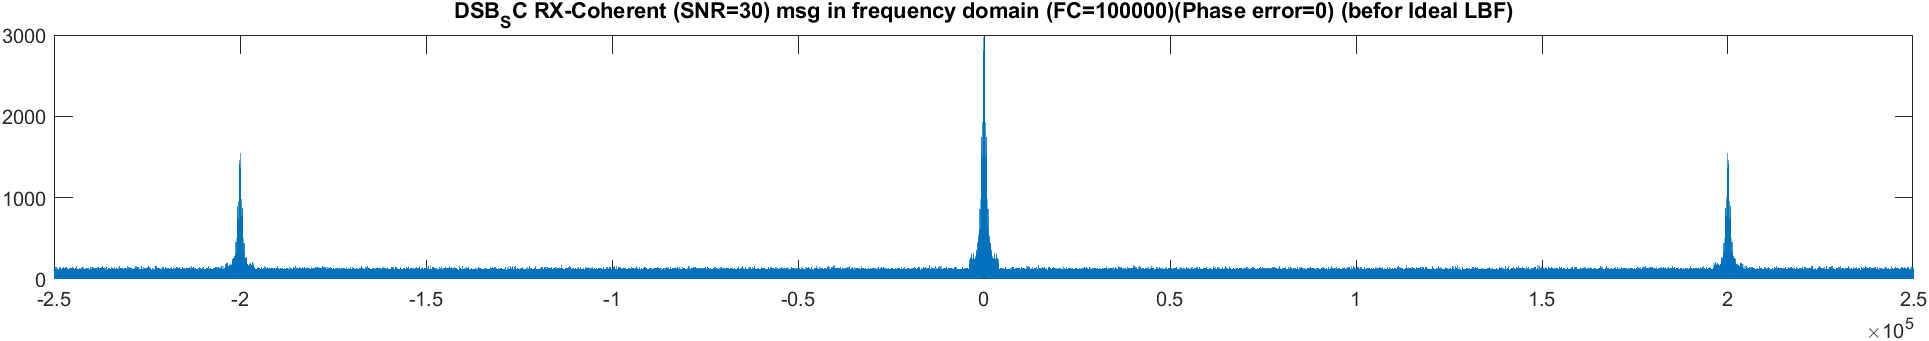 DSB_SC RX-Coherent (SNR=30) msg in frequency domain (FC=100000)(Phase error=0) (befor Ideal LBF)
3000
2000
1000
0
-2.5 -2 -1.5 -1 -0.5 0 0.5 1 1.5 2 2.5
×10^5